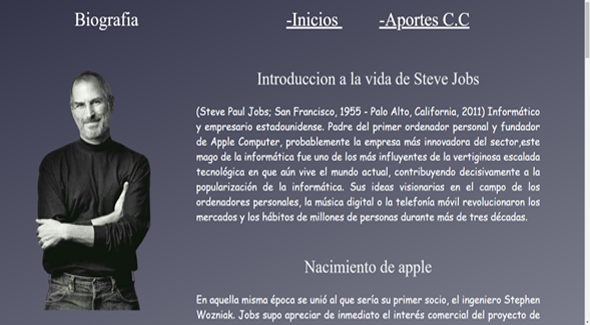 Biografia
-Inicios
-Aportes C.C
Introduccion a la vida de Steve Jobs
(Steve Paul Jobs; San Francisco, 1955 - Palo Alto, California, 2011) Informático
y empresario estadounidense. Padre del primer ordenador personal y fundador
de Apple Computer, probablemente la empresa más innovadora del sector,este
mago de la informática fue uno de los más influyentes de la vertiginosa escalada
tecnológica en que aún vive el mundo actual, contribuyendo decisivamente a la
popularización de la informática. Sus ideas visionarias en el campo de los
ordenadores personales, la música digital o la telefonía móvil revolucionaron los
mercados y los hábitos de millones de personas durante más de tres décadas.
Nacimiento de apple
En aquella misma época se unió al que sería su primer socio, el ingeniero Stephen
Wozniak. Jobs supo apreciar de inmediato el interés comercial del proyecto de